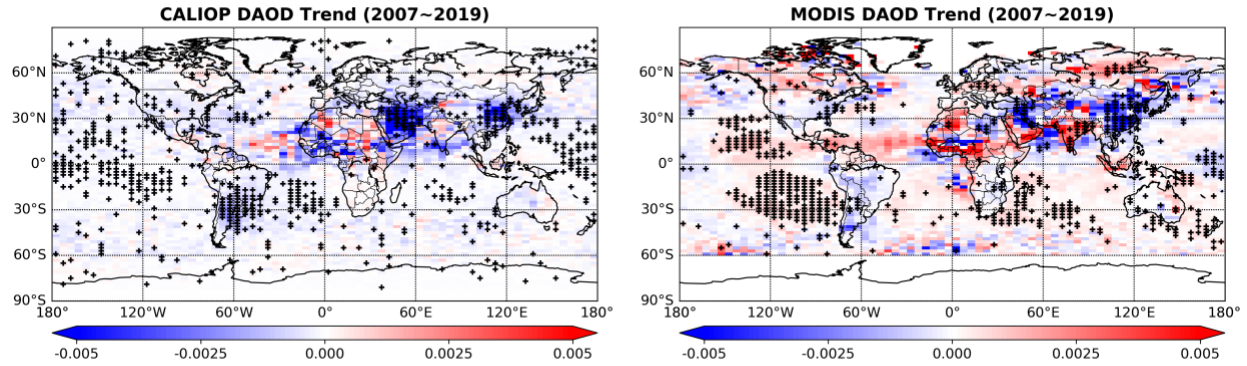 CALIOP DAOD Trend (2007~2019)
60°N
30°N
0°
30°S
60°S
90°S
180° 120°W 60°W 0° 60°E 120°E 180°
-0.005 -0.0025 0.000 0.0025 0.005
MODIS DAOD Trend (2007~2019)
60°N
30°N
0°
30°S
60°S
90°S
180° 120°W 60°W 0° 60°E 120°E 180°
-0.005 -0.0025 0.000 0.0025 0.005